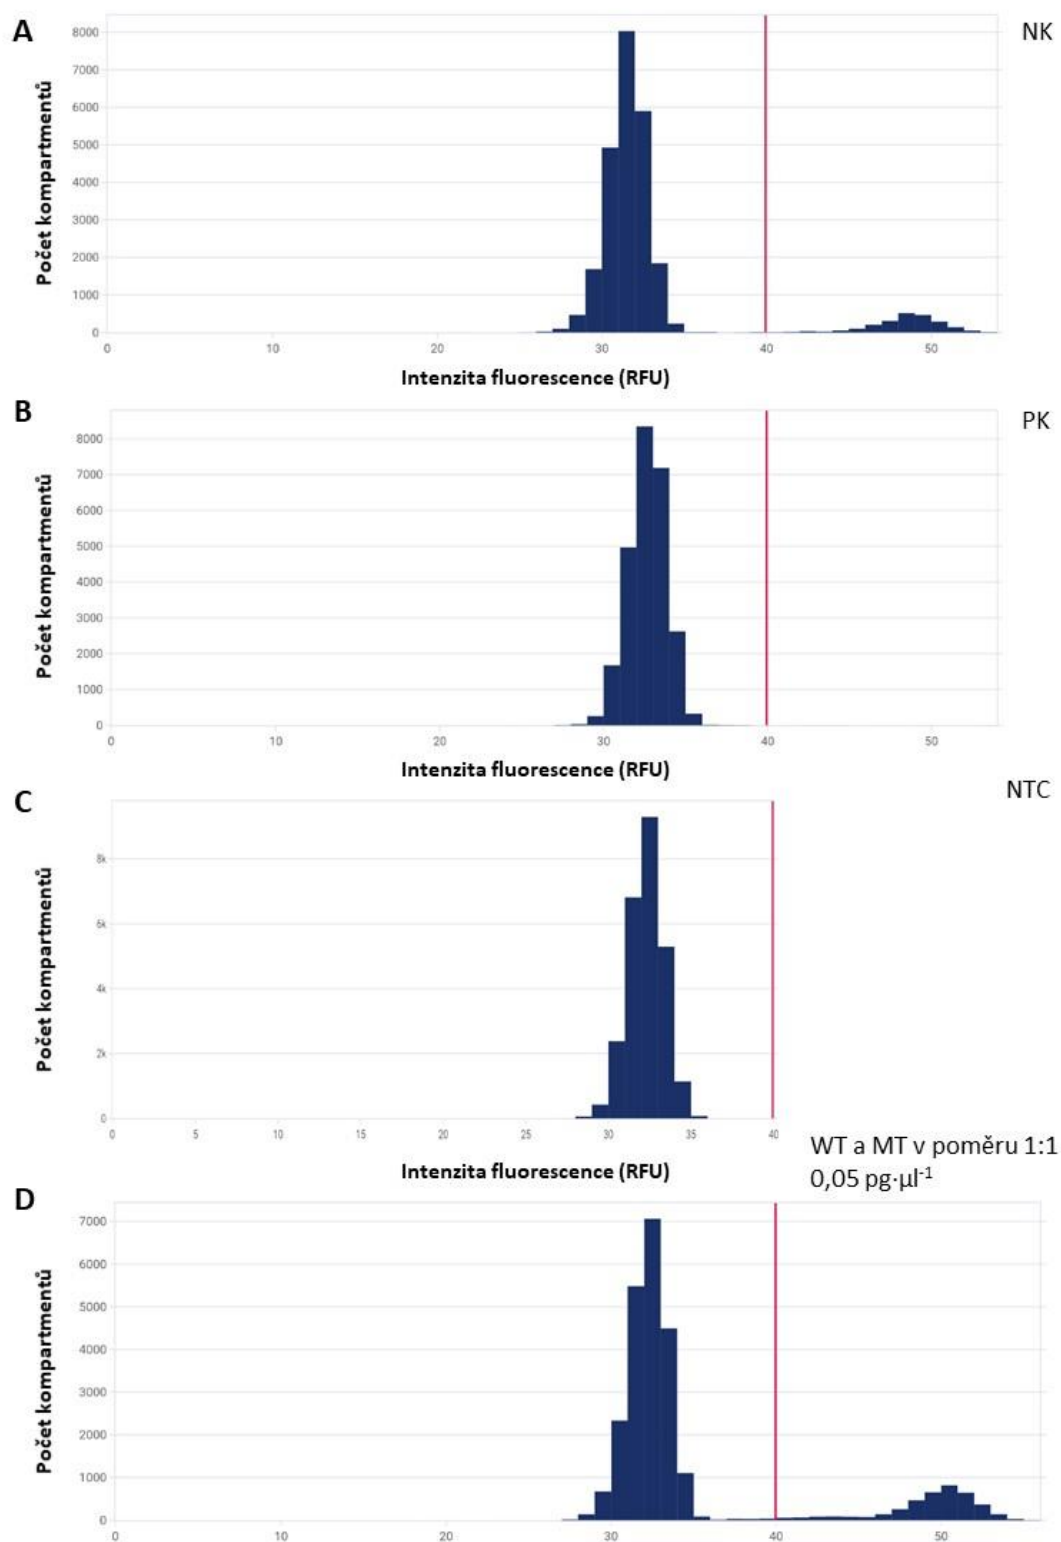 A
NK
Počet kompartmentů
8000
7000
6000
5000
4000
3000
2000
1000
0
0 10 20 30 40 50
Intenzita fluorescence (RFU)
B
PK
Počet kompartmentů
8000
7000
6000
5000
4000
3000
2000
1000
0
0 10 20 30 40 50
Intenzita fluorescence (RFU)
C
NTC
Počet kompartmentů
8k
6k
4k
2k
0
0 5 10 15 20 25 30 35 40
Intenzita fluorescence (RFU)
WT a MT v poměru 1:1
0,05 pg·µl⁻¹
D
Počet kompartmentů
7000
6000
5000
4000
3000
2000
1000
0
0 10 20 30 40 50